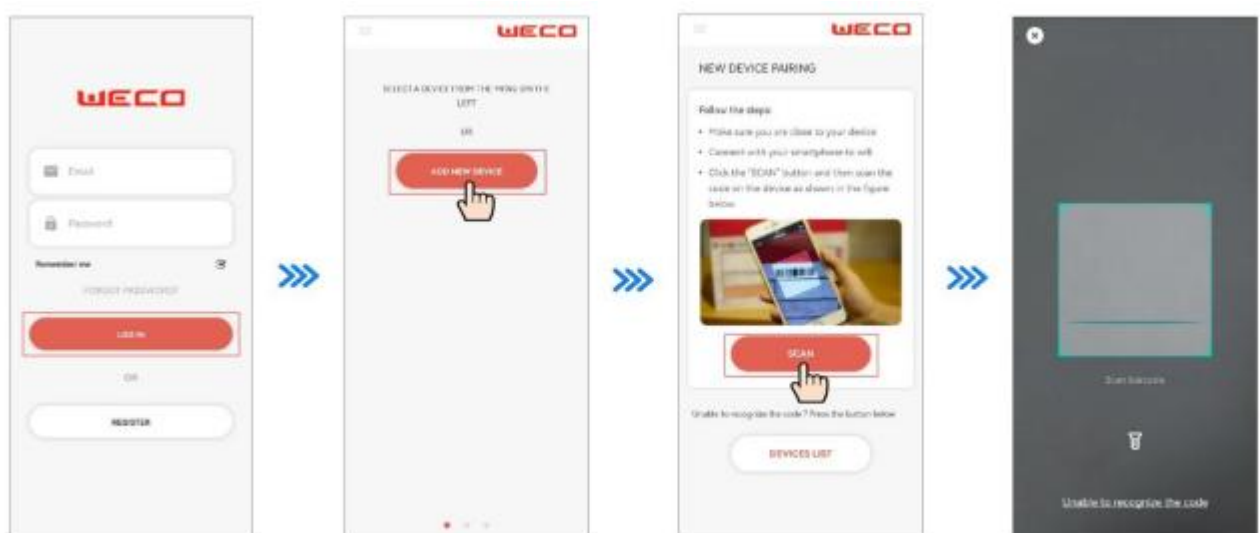 WECO
Email
Password
Remember me
FORGOT PASSWORD?
LOG IN
OR
REGISTER
WECO
SELECT A DEVICE FROM THE MENU ON THE
LEFT
OR
ADD NEW DEVICE
WECO
NEW DEVICE PAIRING
Follow the steps:
• Make sure you are close to your device
• Connect with your smartphone to wifi
• Click the "SCAN" button and then scan the
code on the device as shown in the figure
below
SCAN
Unable to recognize the code? Press the button below
DEVICES LIST
Scan barcode
Unable to recognize the code